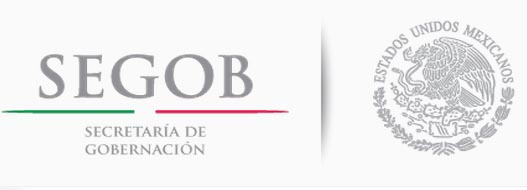 SEGOB
SECRETARÍA DE
GOBERNACIÓN
ESTADOS UNIDOS MEXICANOS